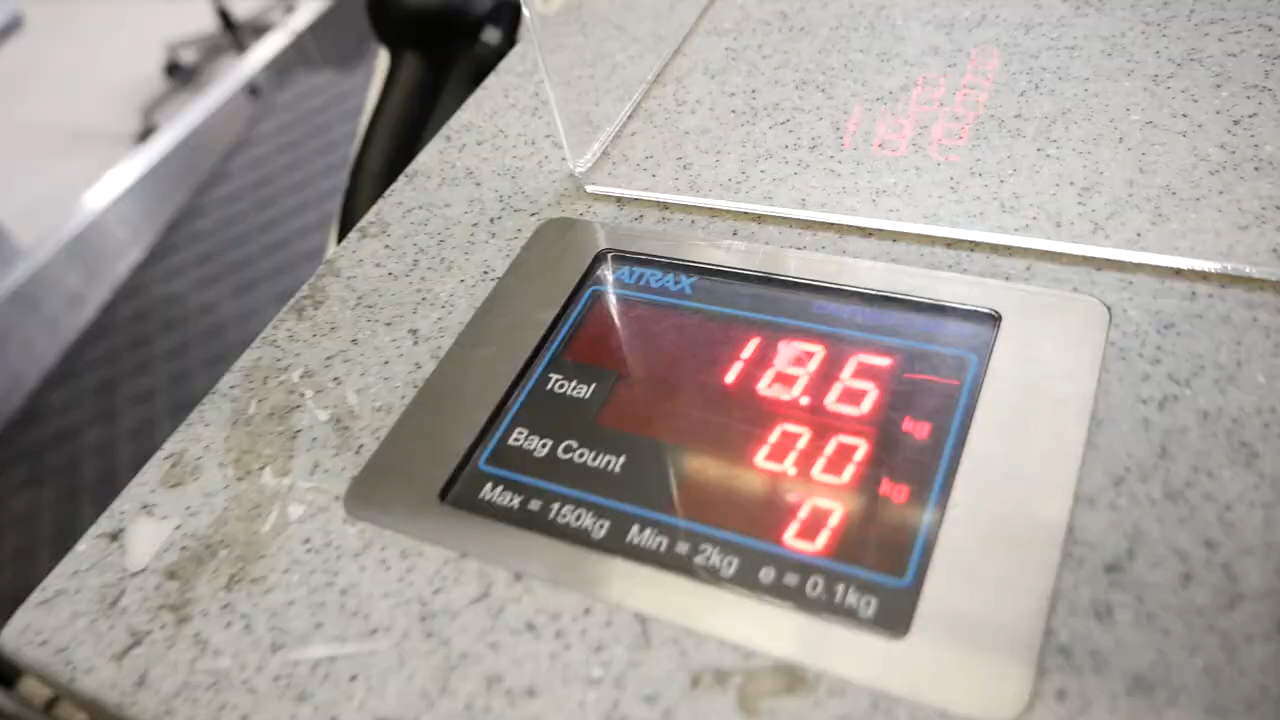 ATRAX
18.6 kg
Total 0.0 kg
Bag Count 0
Max = 150kg Min = 2kg e = 0.1kg